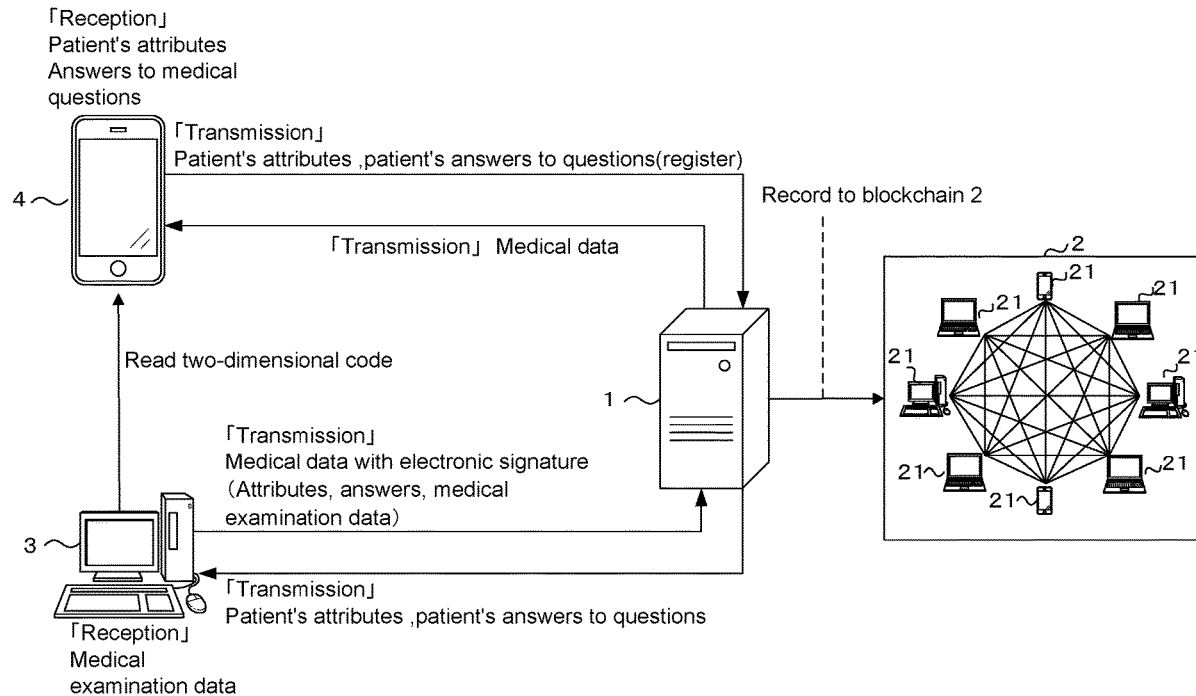 「Reception」
Patient's attributes
Answers to medical
questions
「Transmission」
Patient's attributes ,patient's answers to questions(register)
4
「Transmission」 Medical data
Record to blockchain 2
2
21
21
21
21
21
21
21
21
Read two-dimensional code
1
「Transmission」
Medical data with electronic signature
（Attributes, answers, medical
examination data）
3
「Transmission」
Patient's attributes ,patient's answers to questions
「Reception」
Medical
examination data